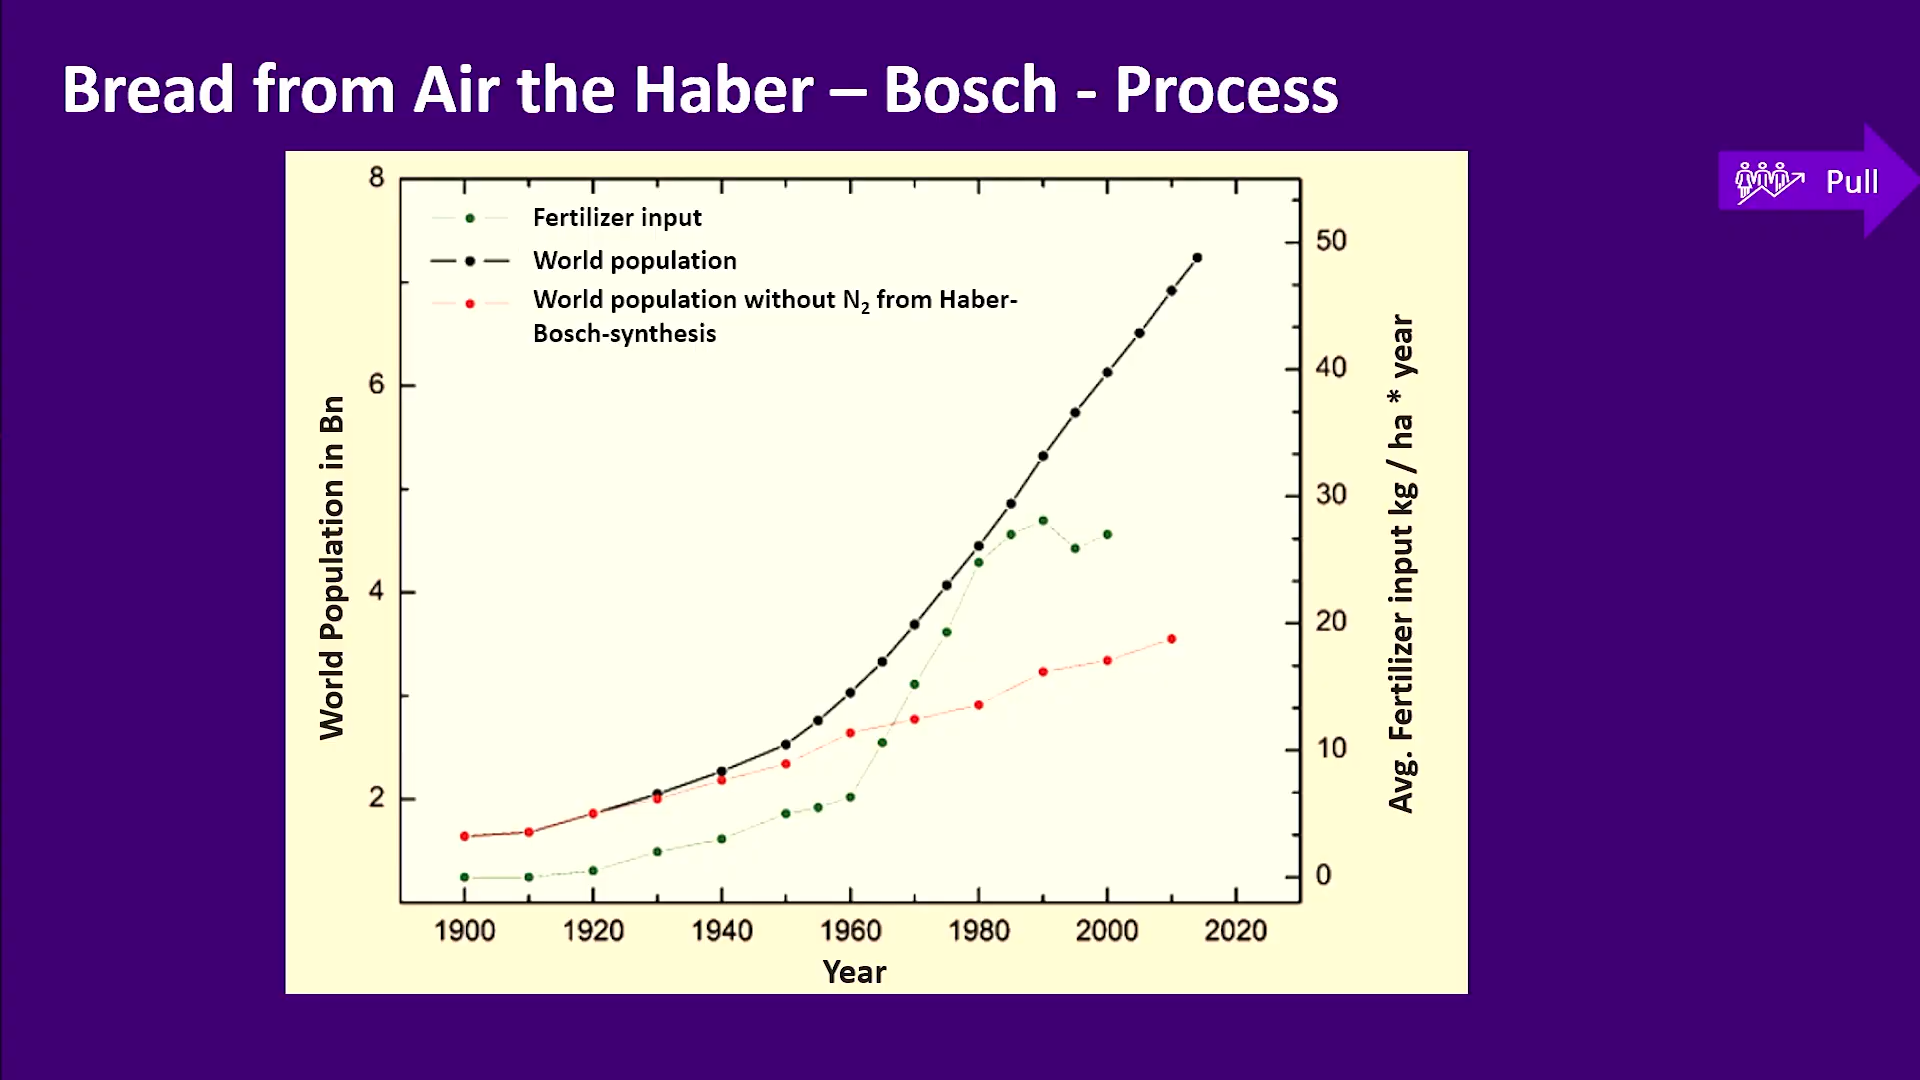 Bread from Air the Haber – Bosch - Process
Pull
Fertilizer input
World population
World population without N₂ from Haber-
Bosch-synthesis
World Population in Bn
8
6
4
2
50
40
30
20
10
0
Avg. Fertilizer input kg / ha * year
1900 1920 1940 1960 1980 2000 2020
Year